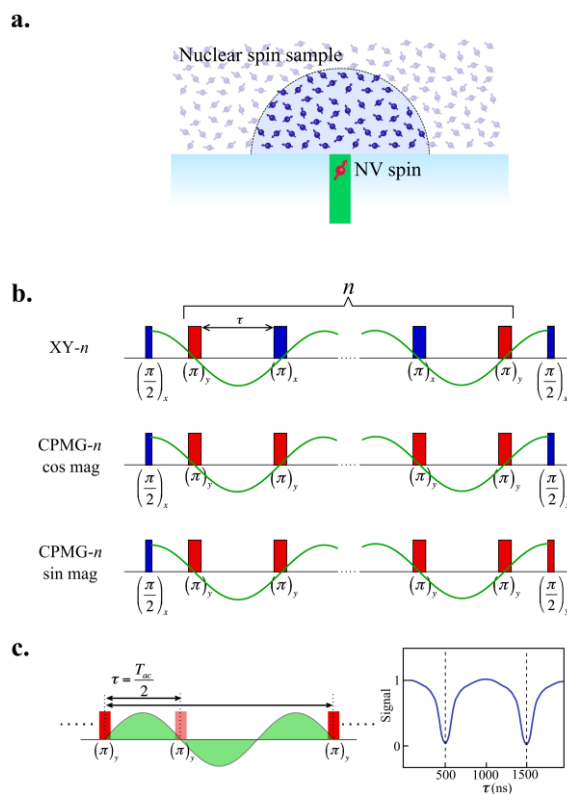 a.
Nuclear spin sample
NV spin
b.
n
XY-n
τ
(π/2)ₓ (π)ᵧ (π)ₓ ····· (π)ₓ (π)ᵧ (π/2)ₓ
CPMG-n
cos mag
(π/2)ₓ (π)ᵧ (π)ᵧ ····· (π)ᵧ (π)ᵧ (π/2)ₓ
CPMG-n
sin mag
(π/2)ₓ (π)ᵧ (π)ᵧ ····· (π)ᵧ (π)ᵧ (π/2)ᵧ
c.
τ = T_ac/2
····· (π)ᵧ (π)ᵧ (π)ᵧ ·····
Signal
1
0
500 1000 1500
τ(ns)